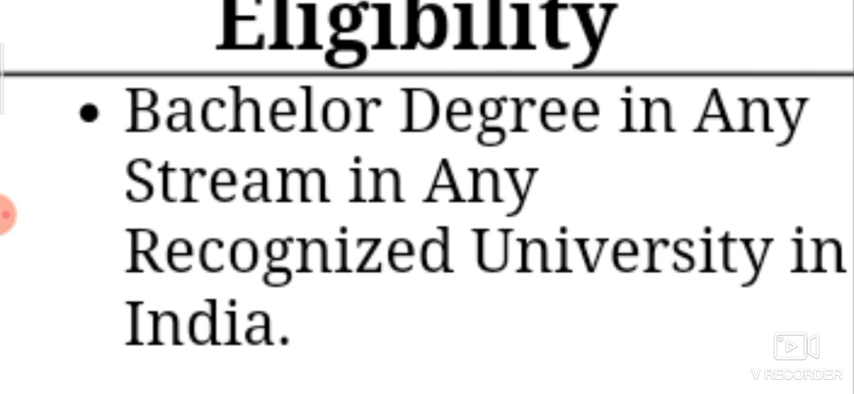 Eligibility
• Bachelor Degree in Any
Stream in Any
Recognized University in
India.
V RECORDER